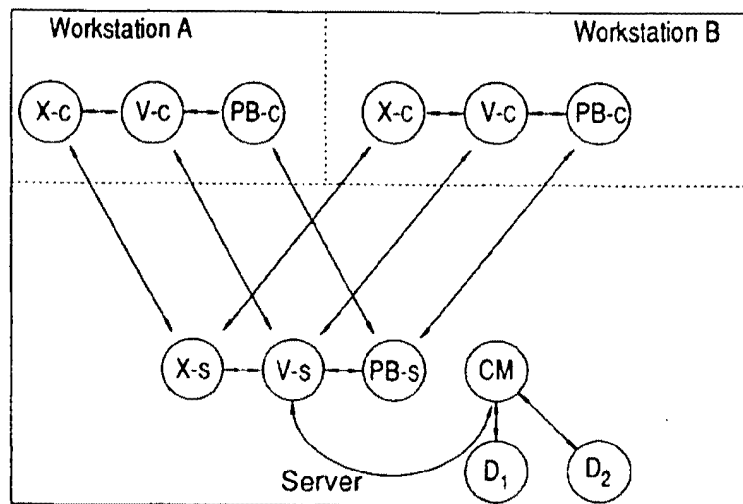 Workstation A
Workstation B
X-c V-c PB-c
X-c V-c PB-c
X-s V-s PB-s CM
Server
D₁ D₂